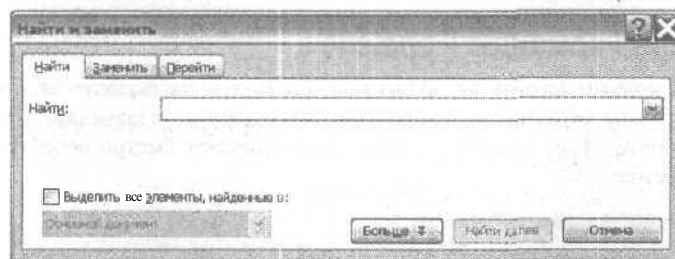 Найти и заменить
Найти Заменить Перейти
Найти:
Выделить все элементы, найденные в:
Основной документ
Больше Найти далее Отмена